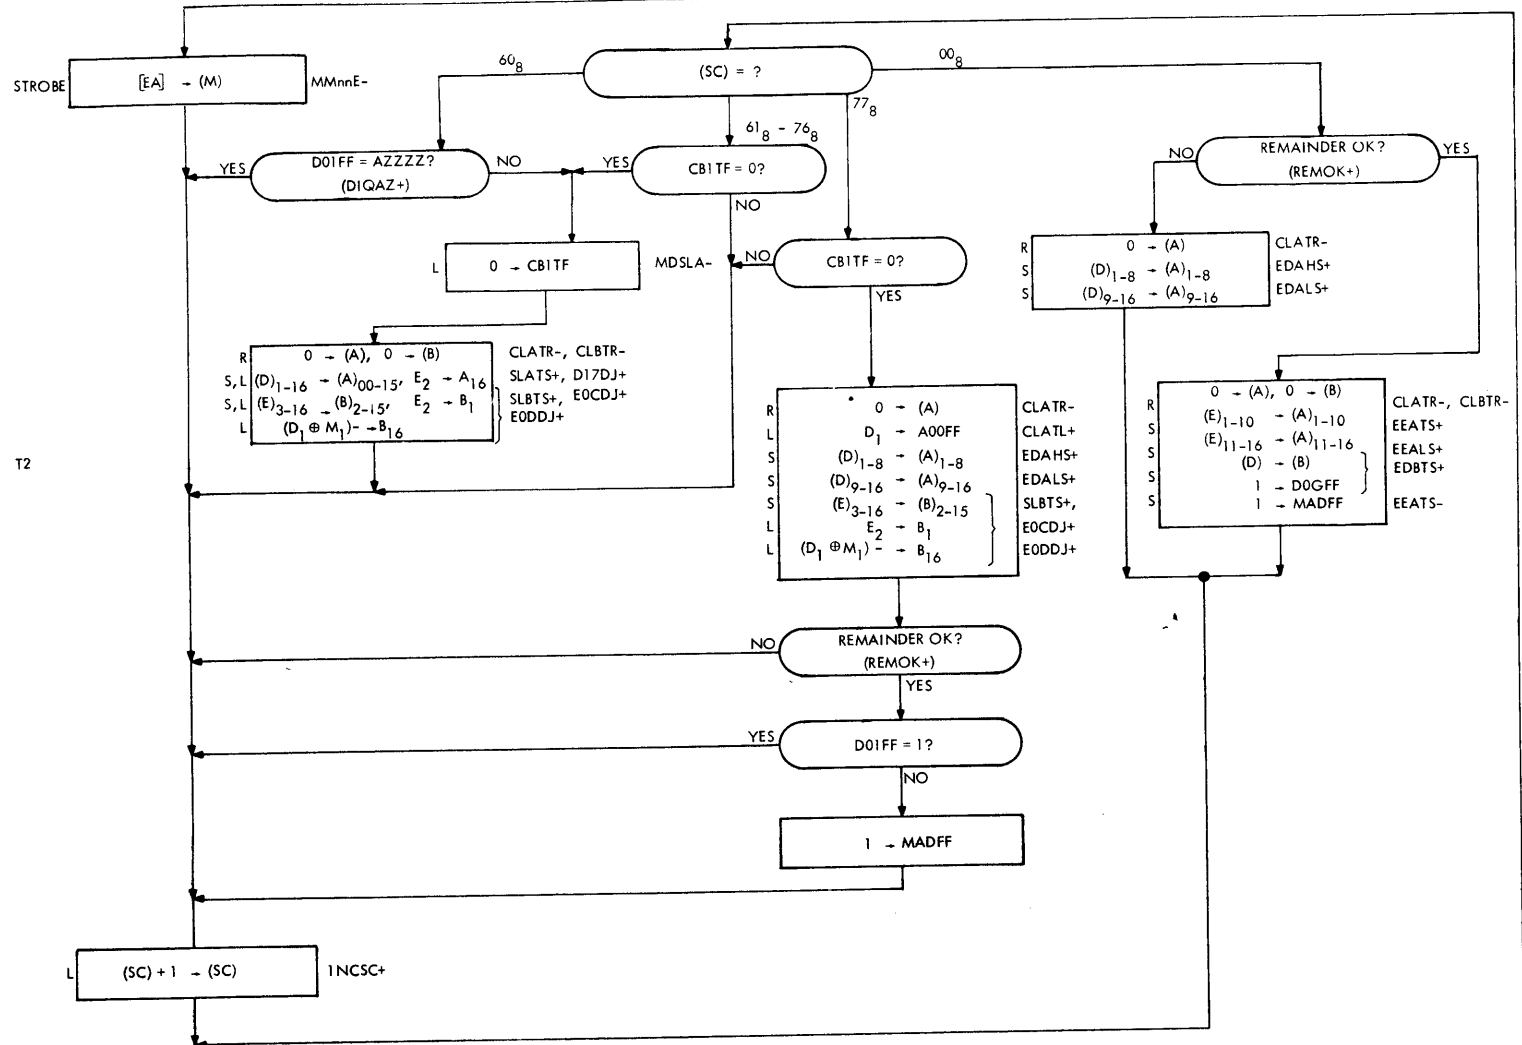 STROBE
[EA] → (M)
MMnnE-
60₈
(SC) = ?
00₈
77₈
61₈ - 76₈
YES
D01FF = AZZZZ?
(D1QAZ+)
NO
YES
CB1TF = 0?
NO
NO
REMAINDER OK?
(REMOK+)
YES
L
0 → CB1TF
MDSLA-
NO
CB1TF = 0?
YES
R
0 → (A)
CLATR-
S
(D)₁₋₈ → (A)₁₋₈
EDAHS+
S
(D)₉₋₁₆ → (A)₉₋₁₆
EDALS+
R
0 → (A), 0 → (B)
CLATR-, CLBTR-
S, L
(D)₁₋₁₆ → (A)₀₀₋₁₅, E₂ → A₁₆
SLATS+, D17DJ+
S, L
(E)₃₋₁₆ → (B)₂₋₁₅, E₂ → B₁
SLBTS+, E0CDJ+
L
(D₁ ⊕ M₁)- → B₁₆
E0DDJ+
T2
R
0 → (A)
CLATR-
L
D₁ → A00FF
CLATL+
S
(D)₁₋₈ → (A)₁₋₈
EDAHS+
S
(D)₉₋₁₆ → (A)₉₋₁₆
EDALS+
S
(E)₃₋₁₆ → (B)₂₋₁₅
SLBTS+,
L
E₂ → B₁
E0CDJ+
L
(D₁ ⊕ M₁) - → B₁₆
E0DDJ+
0 → (A), 0 → (B)
R
CLATR-, CLBTR-
S
(E)₁₋₁₀ → (A)₁₋₁₀
EEATS+
S
(E)₁₁₋₁₆ → (A)₁₁₋₁₆
EEALS+
S
(D) → (B)
EDBTS+
S
1 → D0GFF
1 → MADFF
EEATS-
NO
REMAINDER OK?
(REMOK+)
YES
YES
D01FF = 1?
NO
1 → MADFF
L
(SC) + 1 → (SC)
1NCSC+